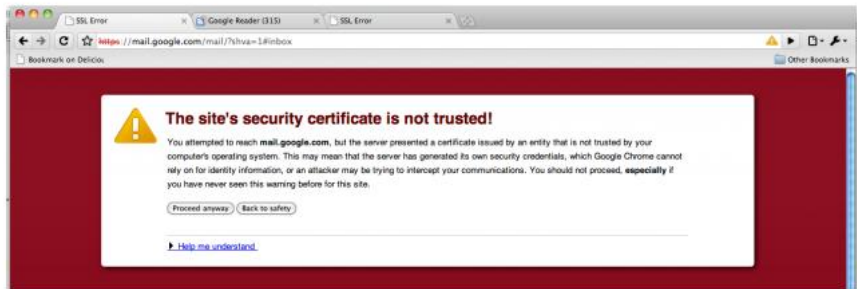 SSL Error
Google Reader (315)
SSL Error
https://mail.google.com/mail/?shva=1#inbox
Bookmark on Delicious
Other Bookmarks
The site's security certificate is not trusted!
You attempted to reach mail.google.com, but the server presented a certificate issued by an entity that is not trusted by your
computer's operating system. This may mean that the server has generated its own security credentials, which Google Chrome cannot
rely on for identity information, or an attacker may be trying to intercept your communications. You should not proceed, especially if
you have never seen this warning before for this site.
Proceed anyway Back to safety
Help me understand